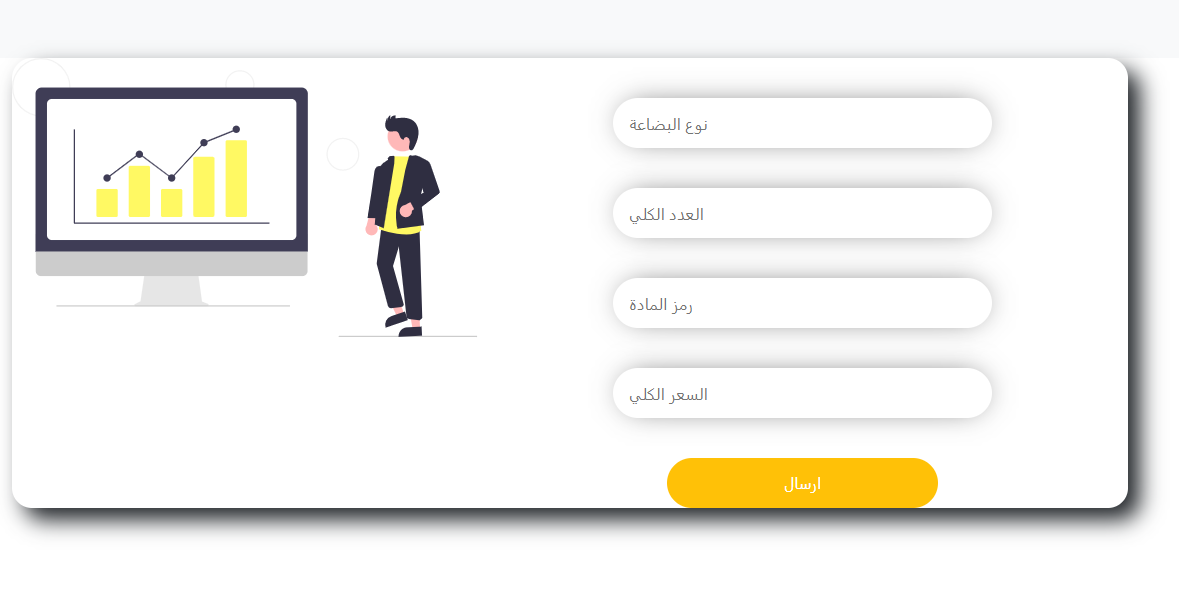 نوع البضاعة
العدد الكلي
رمز المادة
السعر الكلي
ارسال